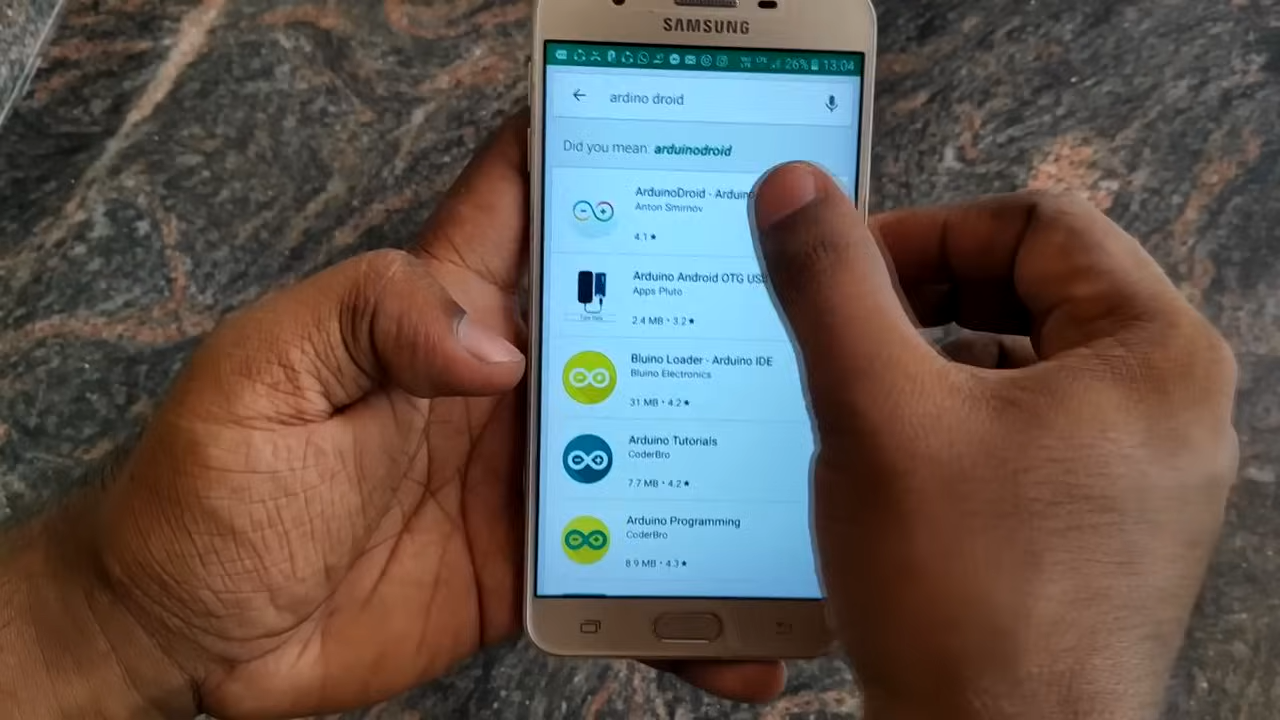 SAMSUNG
26% 13:04
ardino droid
Did you mean: arduinodroid
ArduinoDroid - Arduino
Anton Smirnov
4.1★
Arduino Android OTG USB
Apps Pluto
2.4 MB • 3.2★
Bluino Loader - Arduino IDE
Bluino Electronics
31 MB • 4.2★
Arduino Tutorials
CoderBro
7.7 MB • 4.2★
Arduino Programming
CoderBro
8.9 MB • 4.3★